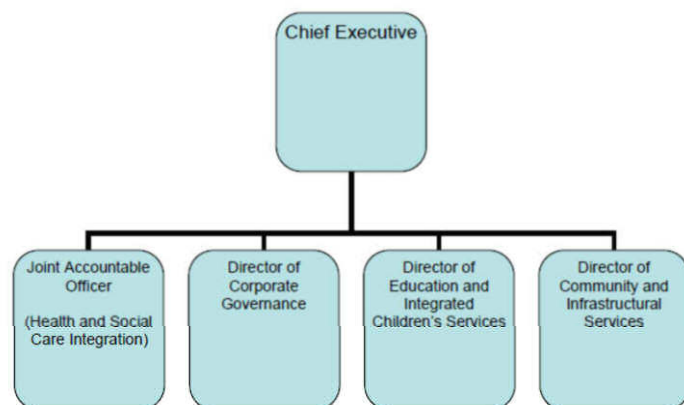 Chief Executive
Joint Accountable
Officer
(Health and Social
Care Integration)
Director of
Corporate
Governance
Director of
Education and
Integrated
Children's Services
Director of
Community and
Infrastructural
Services